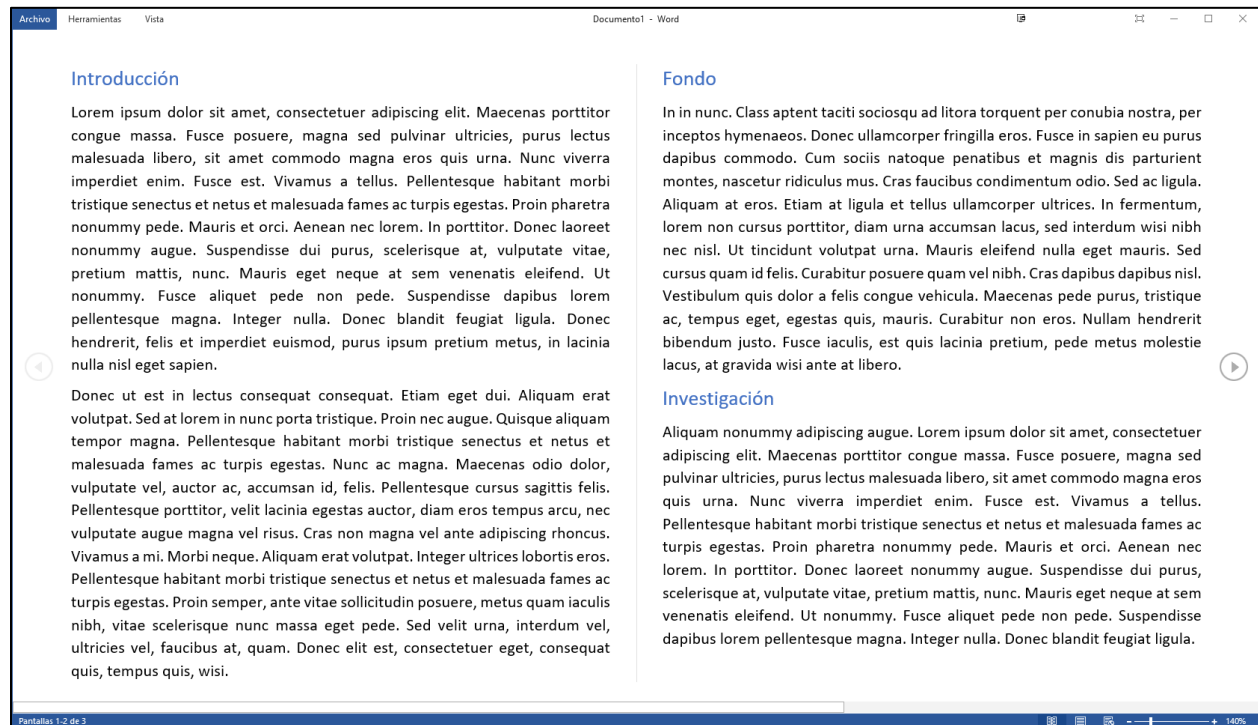 Archivo Herramientas Vista Documento1 - Word
Introducción
Lorem ipsum dolor sit amet, consectetuer adipiscing elit. Maecenas porttitor
congue massa. Fusce posuere, magna sed pulvinar ultricies, purus lectus
malesuada libero, sit amet commodo magna eros quis urna. Nunc viverra
imperdiet enim. Fusce est. Vivamus a tellus. Pellentesque habitant morbi
tristique senectus et netus et malesuada fames ac turpis egestas. Proin pharetra
nonummy pede. Mauris et orci. Aenean nec lorem. In porttitor. Donec laoreet
nonummy augue. Suspendisse dui purus, scelerisque at, vulputate vitae,
pretium mattis, nunc. Mauris eget neque at sem venenatis eleifend. Ut
nonummy. Fusce aliquet pede non pede. Suspendisse dapibus lorem
pellentesque magna. Integer nulla. Donec blandit feugiat ligula. Donec
hendrerit, felis et imperdiet euismod, purus ipsum pretium metus, in lacinia
nulla nisl eget sapien.
Donec ut est in lectus consequat consequat. Etiam eget dui. Aliquam erat
volutpat. Sed at lorem in nunc porta tristique. Proin nec augue. Quisque aliquam
tempor magna. Pellentesque habitant morbi tristique senectus et netus et
malesuada fames ac turpis egestas. Nunc ac magna. Maecenas odio dolor,
vulputate vel, auctor ac, accumsan id, felis. Pellentesque cursus sagittis felis.
Pellentesque porttitor, velit lacinia egestas auctor, diam eros tempus arcu, nec
vulputate augue magna vel risus. Cras non magna vel ante adipiscing rhoncus.
Vivamus a mi. Morbi neque. Aliquam erat volutpat. Integer ultrices lobortis eros.
Pellentesque habitant morbi tristique senectus et netus et malesuada fames ac
turpis egestas. Proin semper, ante vitae sollicitudin posuere, metus quam iaculis
nibh, vitae scelerisque nunc massa eget pede. Sed velit urna, interdum vel,
ultricies vel, faucibus at, quam. Donec elit est, consectetuer eget, consequat
quis, tempus quis, wisi.
Fondo
In in nunc. Class aptent taciti sociosqu ad litora torquent per conubia nostra, per
inceptos hymenaeos. Donec ullamcorper fringilla eros. Fusce in sapien eu purus
dapibus commodo. Cum sociis natoque penatibus et magnis dis parturient
montes, nascetur ridiculus mus. Cras faucibus condimentum odio. Sed ac ligula.
Aliquam at eros. Etiam at ligula et tellus ullamcorper ultrices. In fermentum,
lorem non cursus porttitor, diam urna accumsan lacus, sed interdum wisi nibh
nec nisl. Ut tincidunt volutpat urna. Mauris eleifend nulla eget mauris. Sed
cursus quam id felis. Curabitur posuere quam vel nibh. Cras dapibus dapibus nisl.
Vestibulum quis dolor a felis congue vehicula. Maecenas pede purus, tristique
ac, tempus eget, egestas quis, mauris. Curabitur non eros. Nullam hendrerit
bibendum justo. Fusce iaculis, est quis lacinia pretium, pede metus molestie
lacus, at gravida wisi ante at libero.
Investigación
Aliquam nonummy adipiscing augue. Lorem ipsum dolor sit amet, consectetuer
adipiscing elit. Maecenas porttitor congue massa. Fusce posuere, magna sed
pulvinar ultricies, purus lectus malesuada libero, sit amet commodo magna eros
quis urna. Nunc viverra imperdiet enim. Fusce est. Vivamus a tellus.
Pellentesque habitant morbi tristique senectus et netus et malesuada fames ac
turpis egestas. Proin pharetra nonummy pede. Mauris et orci. Aenean nec
lorem. In porttitor. Donec laoreet nonummy augue. Suspendisse dui purus,
scelerisque at, vulputate vitae, pretium mattis, nunc. Mauris eget neque at sem
venenatis eleifend. Ut nonummy. Fusce aliquet pede non pede. Suspendisse
dapibus lorem pellentesque magna. Integer nulla. Donec blandit feugiat ligula.
Pantallas 1-2 de 3 140%